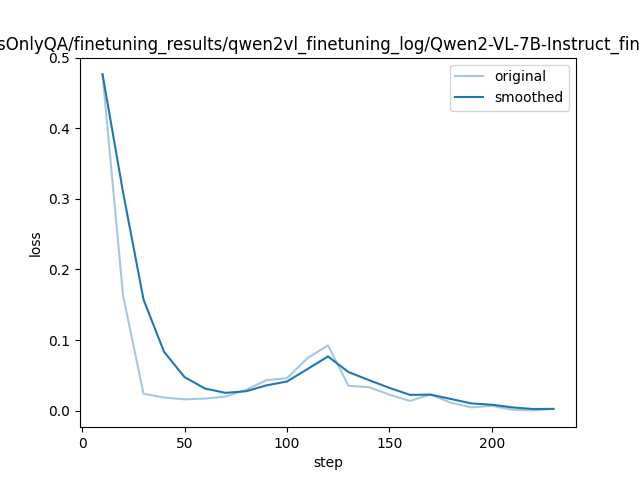 sOnlyQA/finetuning_results/qwen2vl_finetuning_log/Qwen2-VL-7B-Instruct_fin
0.5
original
smoothed
0.4
0.3
loss
0.2
0.1
0.0
0
50
100
150
200
step